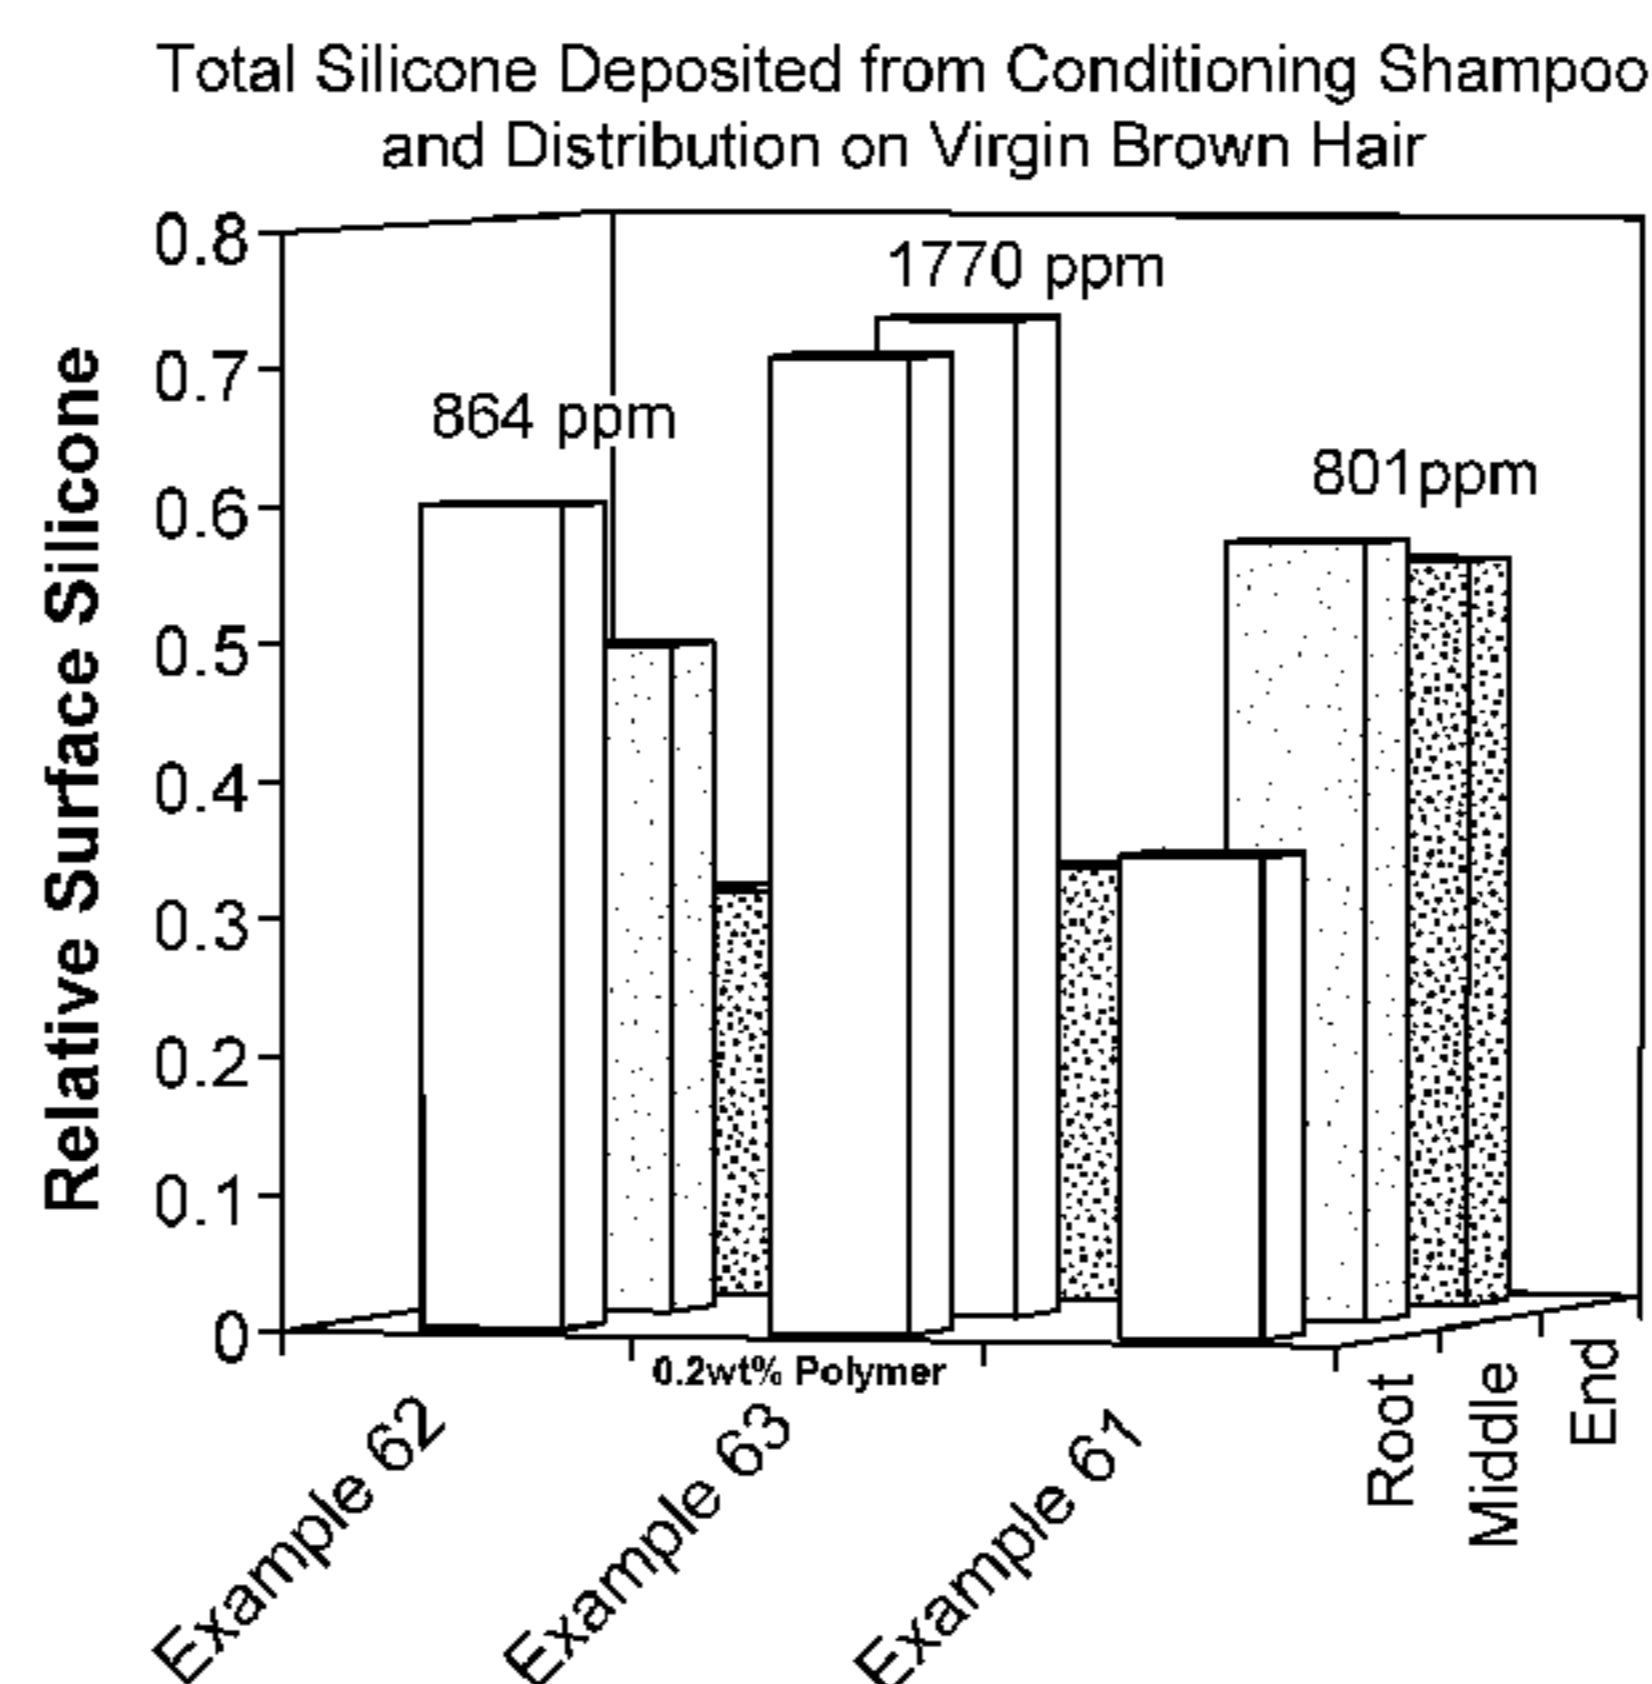 Total Silicone Deposited from Conditioning Shampoo
and Distribution on Virgin Brown Hair
Relative Surface Silicone
0.8
0.7
0.6
0.5
0.4
0.3
0.2
0.1
0
864 ppm
1770 ppm
801ppm
0.2wt% Polymer
Example 62
Example 63
Example 61
Root
Middle
End